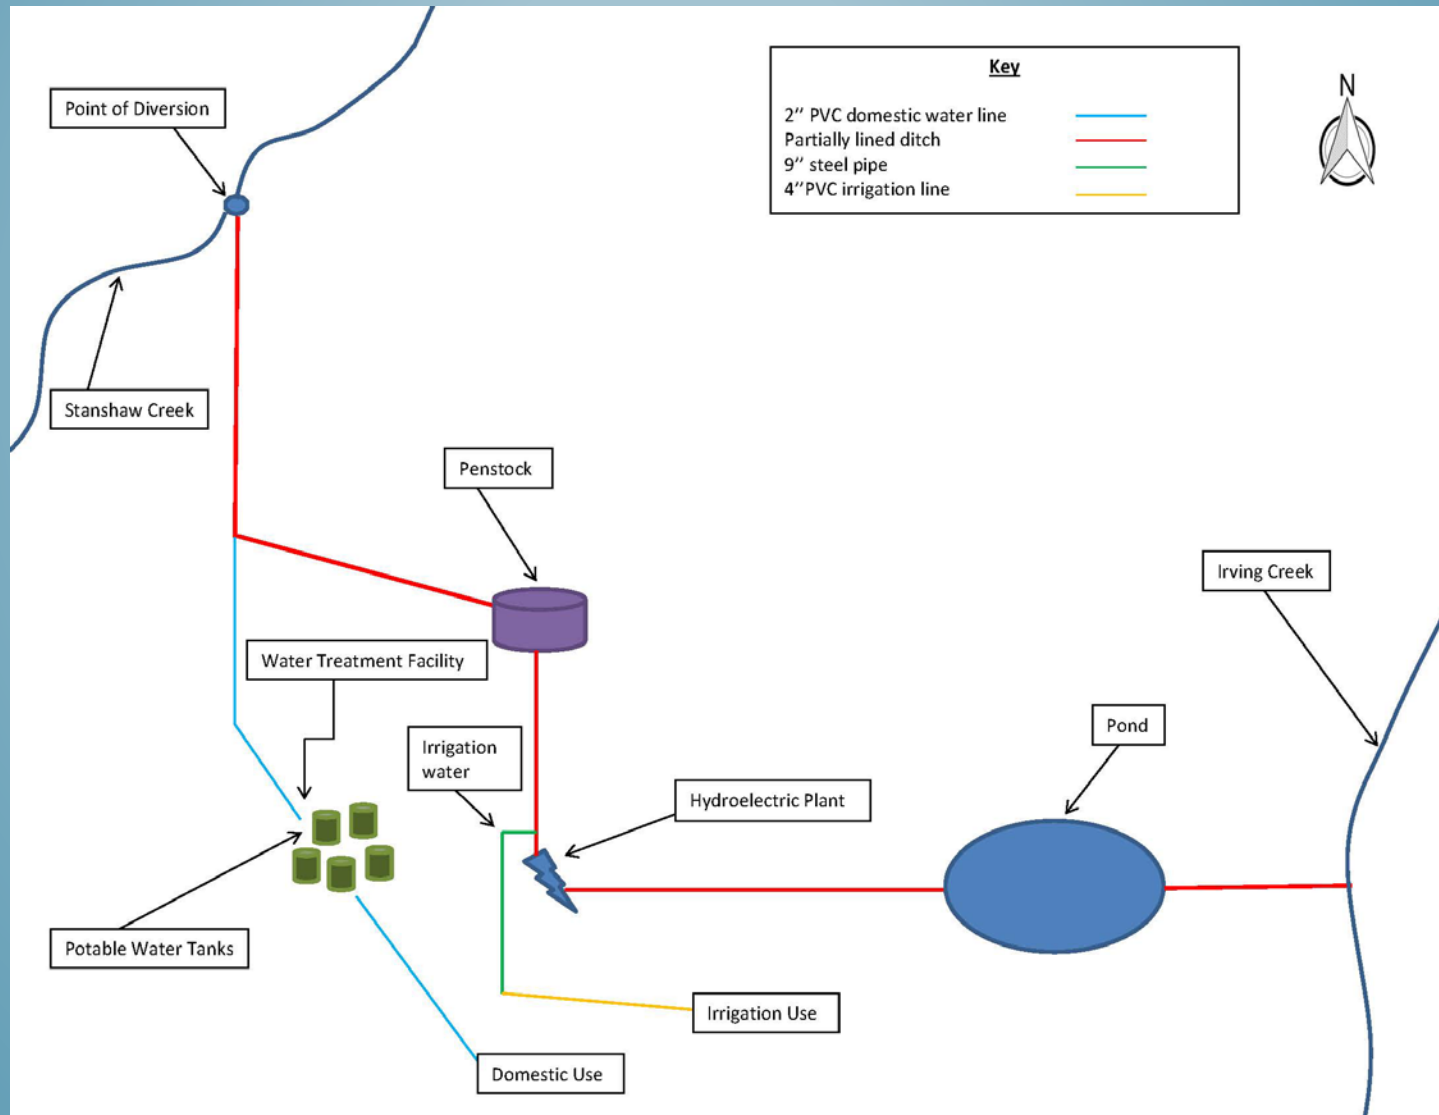 Key
2’’ PVC domestic water line
Partially lined ditch
9’’ steel pipe
4’’PVC irrigation line
N
Point of Diversion
Stanshaw Creek
Penstock
Irving Creek
Water Treatment Facility
Irrigation
water
Pond
Hydroelectric Plant
Potable Water Tanks
Irrigation Use
Domestic Use